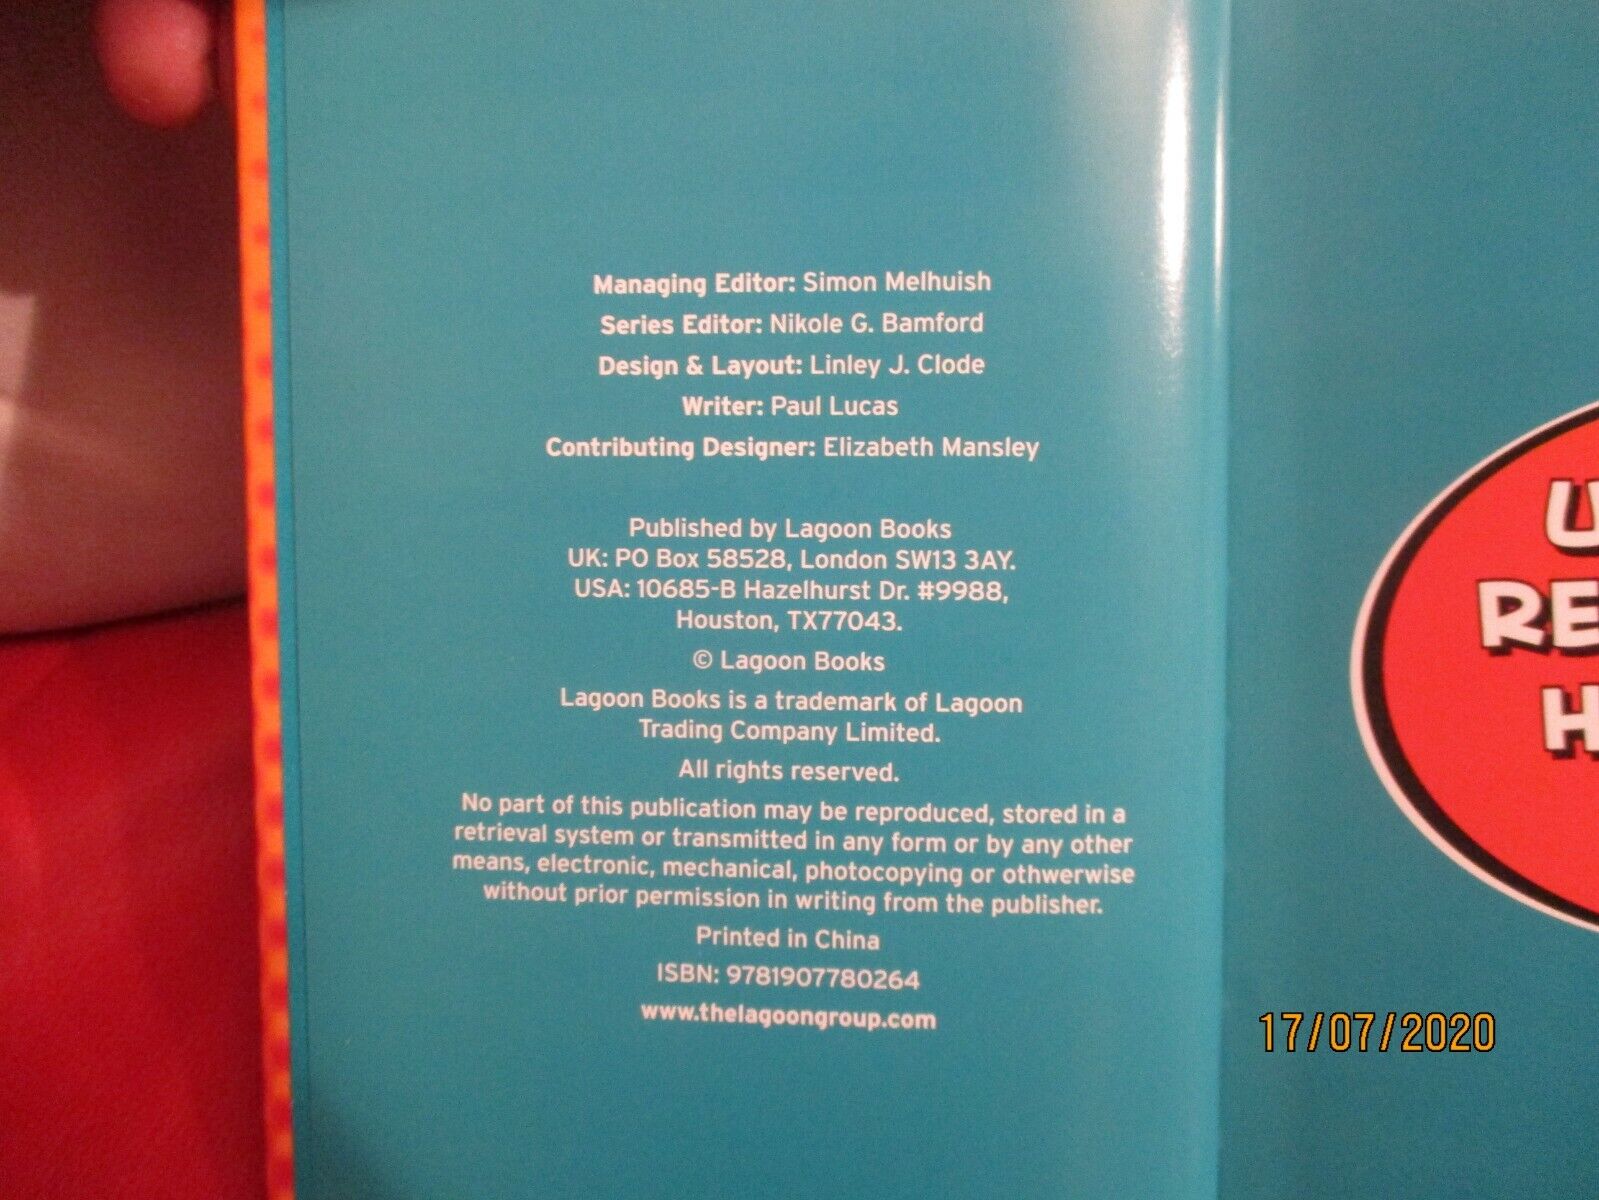 Managing Editor: Simon Melhuish
Series Editor: Nikole G. Bamford
Design & Layout: Linley J. Clode
Writer: Paul Lucas
Contributing Designer: Elizabeth Mansley
Published by Lagoon Books
UK: PO Box 58528, London SW13 3AY.
USA: 10685-B Hazelhurst Dr. #9988,
Houston, TX77043.
© Lagoon Books
Lagoon Books is a trademark of Lagoon
Trading Company Limited.
All rights reserved.
No part of this publication may be reproduced, stored in a
retrieval system or transmitted in any form or by any other
means, electronic, mechanical, photocopying or othwerwise
without prior permission in writing from the publisher.
Printed in China
ISBN: 9781907780264
www.thelagoongroup.com
17/07/2020